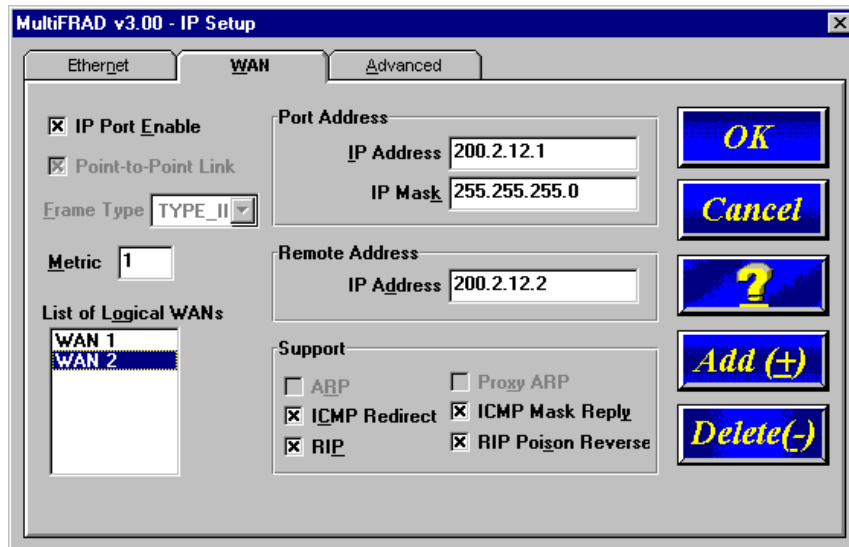 MultiFRAD v3.00 - IP Setup
Ethernet
WAN
Advanced
IP Port Enable
Point-to-Point Link
Frame Type TYPE_II
Metric 1
List of Logical WANs
WAN 1
WAN 2
Port Address
IP Address 200.2.12.1
IP Mask 255.255.255.0
Remote Address
IP Address 200.2.12.2
Support
ARP
Proxy ARP
ICMP Redirect
ICMP Mask Reply
RIP
RIP Poison Reverse
OK
Cancel
?
Add (+)
Delete(-)